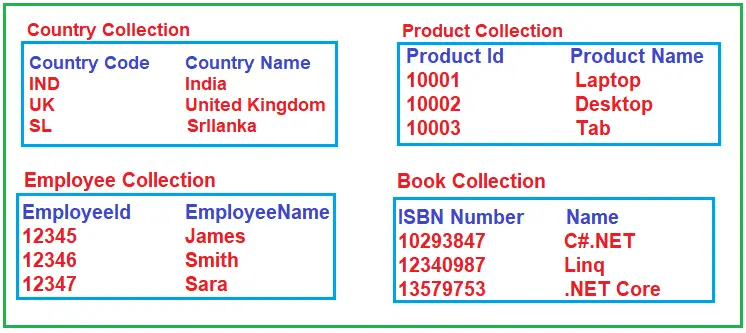 Country Collection
Country Code Country Name
IND India
UK United Kingdom
SL SrIlanka
Product Collection
Product Id Product Name
10001 Laptop
10002 Desktop
10003 Tab
Employee Collection
EmployeeId EmployeeName
12345 James
12346 Smith
12347 Sara
Book Collection
ISBN Number Name
10293847 C#.NET
12340987 Linq
13579753 .NET Core